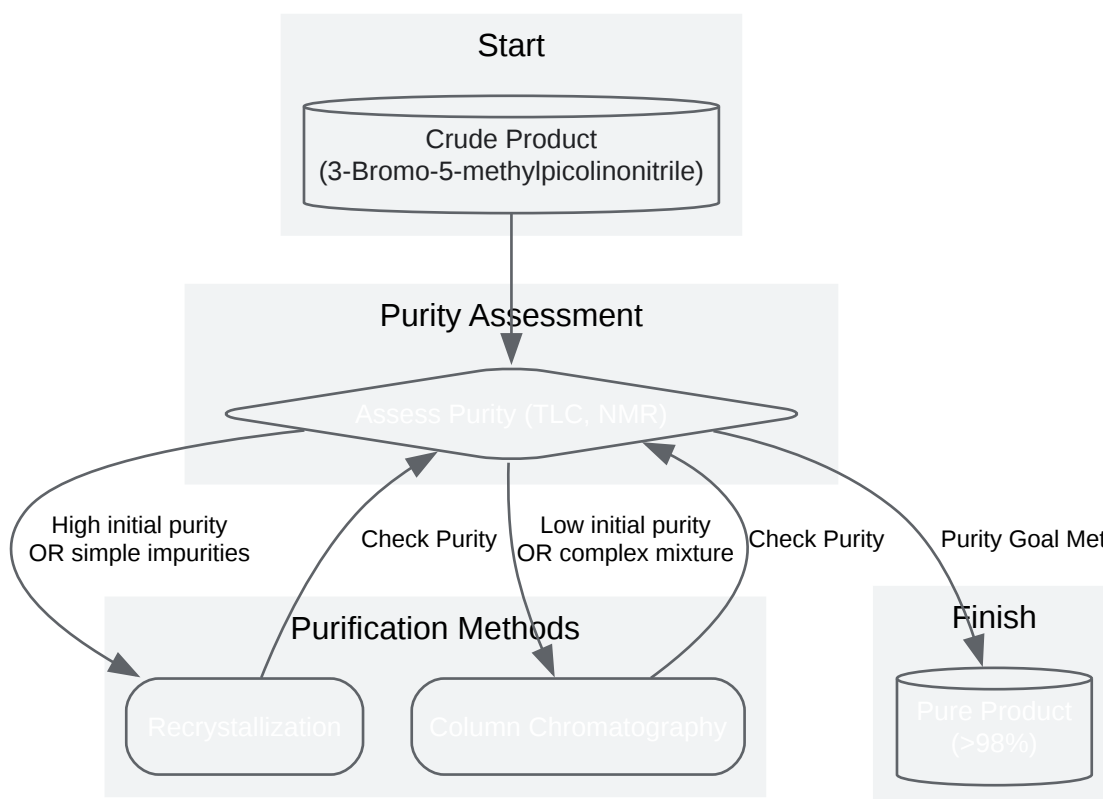 Start
Crude Product
(3-Bromo-5-methylpicolinonitrile)
Purity Assessment
Assess Purity (TLC, NMR)
High initial purity
OR simple impurities
Check Purity
Low initial purity
OR complex mixture
Check Purity
Purity Goal Met
Purification Methods
Finish
Recrystallization
Column Chromatography
Pure Product
(>98%)